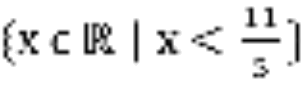 {x ∈ ℝ | x < 11/5}